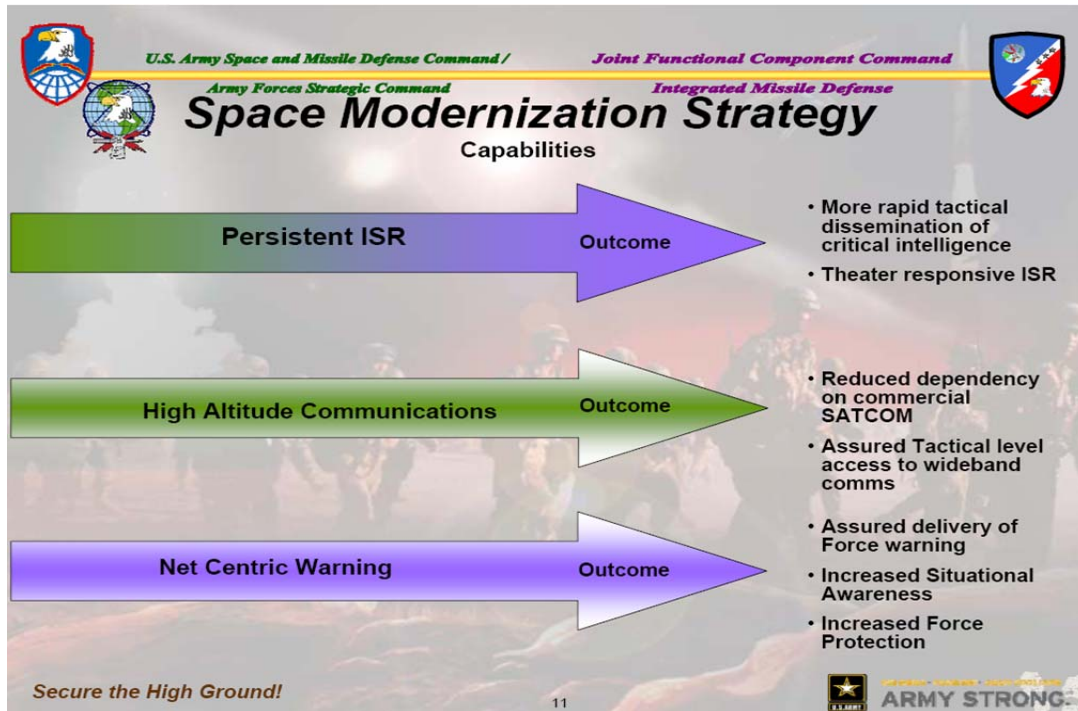 U.S. Army Space and Missile Defense Command /
Army Forces Strategic Command
Joint Functional Component Command
Integrated Missile Defense
Space Modernization Strategy
Capabilities
Persistent ISR
Outcome
• More rapid tactical
dissemination of
critical intelligence
• Theater responsive ISR
High Altitude Communications
Outcome
• Reduced dependency
on commercial
SATCOM
• Assured Tactical level
access to wideband
comms
Net Centric Warning
Outcome
• Assured delivery of
Force warning
• Increased Situational
Awareness
• Increased Force
Protection
Secure the High Ground!
11
U.S.ARMY
ARMY STRONG.